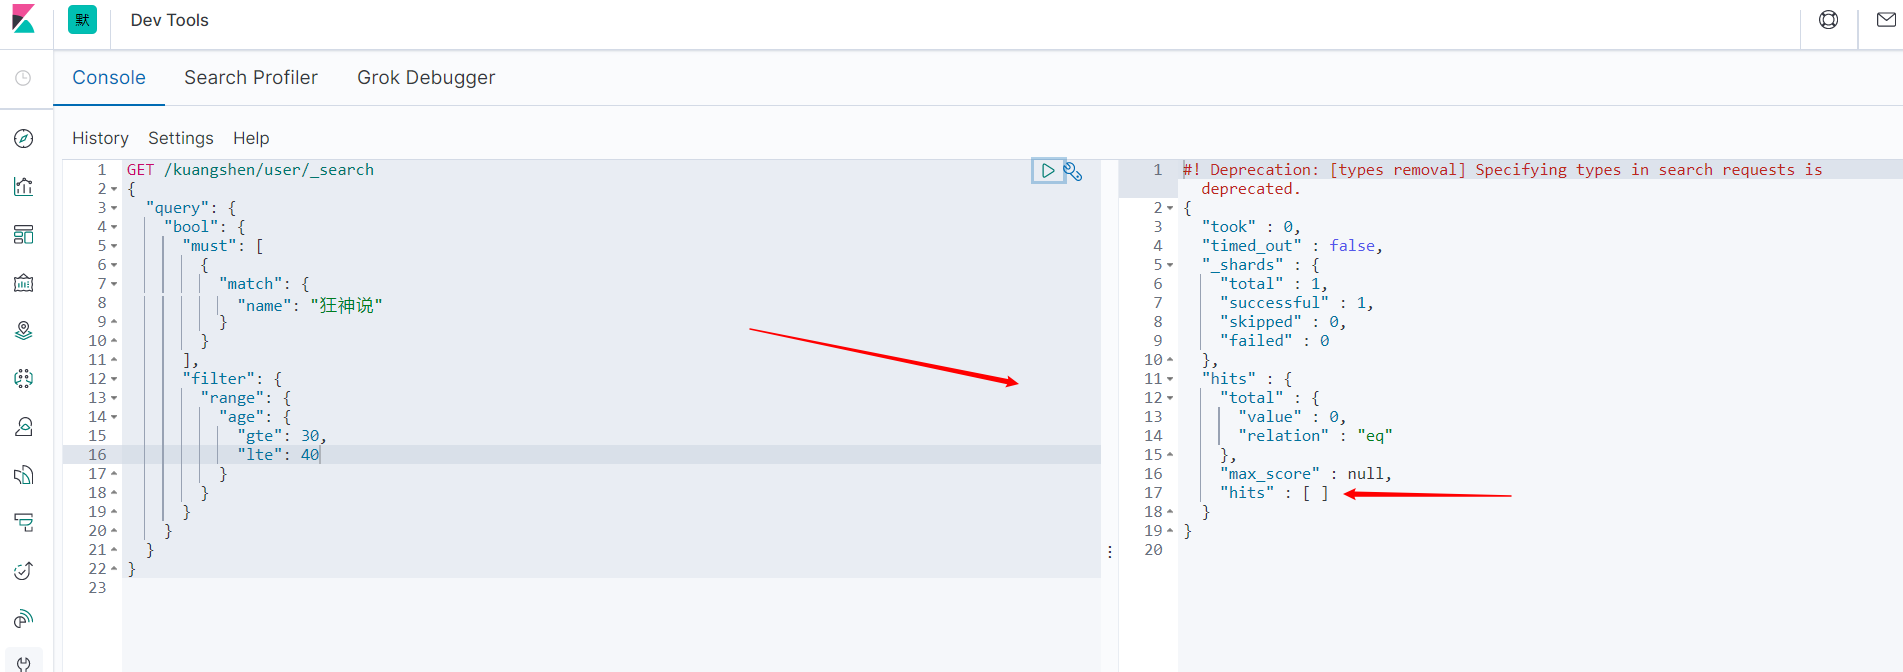 默 Dev Tools
Console Search Profiler Grok Debugger
History Settings Help
1 GET /kuangshen/user/_search
2 {
3 "query": {
4 "bool": {
5 "must": [
6 {
7 "match": {
8 "name": "狂神说"
9 }
10 }
11 ],
12 "filter": {
13 "range": {
14 "age": {
15 "gte": 30,
16 "lte": 40
17 }
18 }
19 }
20 }
21 }
22 }
23
1 #! Deprecation: [types removal] Specifying types in search requests is
deprecated.
2 {
3 "took" : 0,
4 "timed_out" : false,
5 "_shards" : {
6 "total" : 1,
7 "successful" : 1,
8 "skipped" : 0,
9 "failed" : 0
10 },
11 "hits" : {
12 "total" : {
13 "value" : 0,
14 "relation" : "eq"
15 },
16 "max_score" : null,
17 "hits" : [ ]
18 }
19 }
20